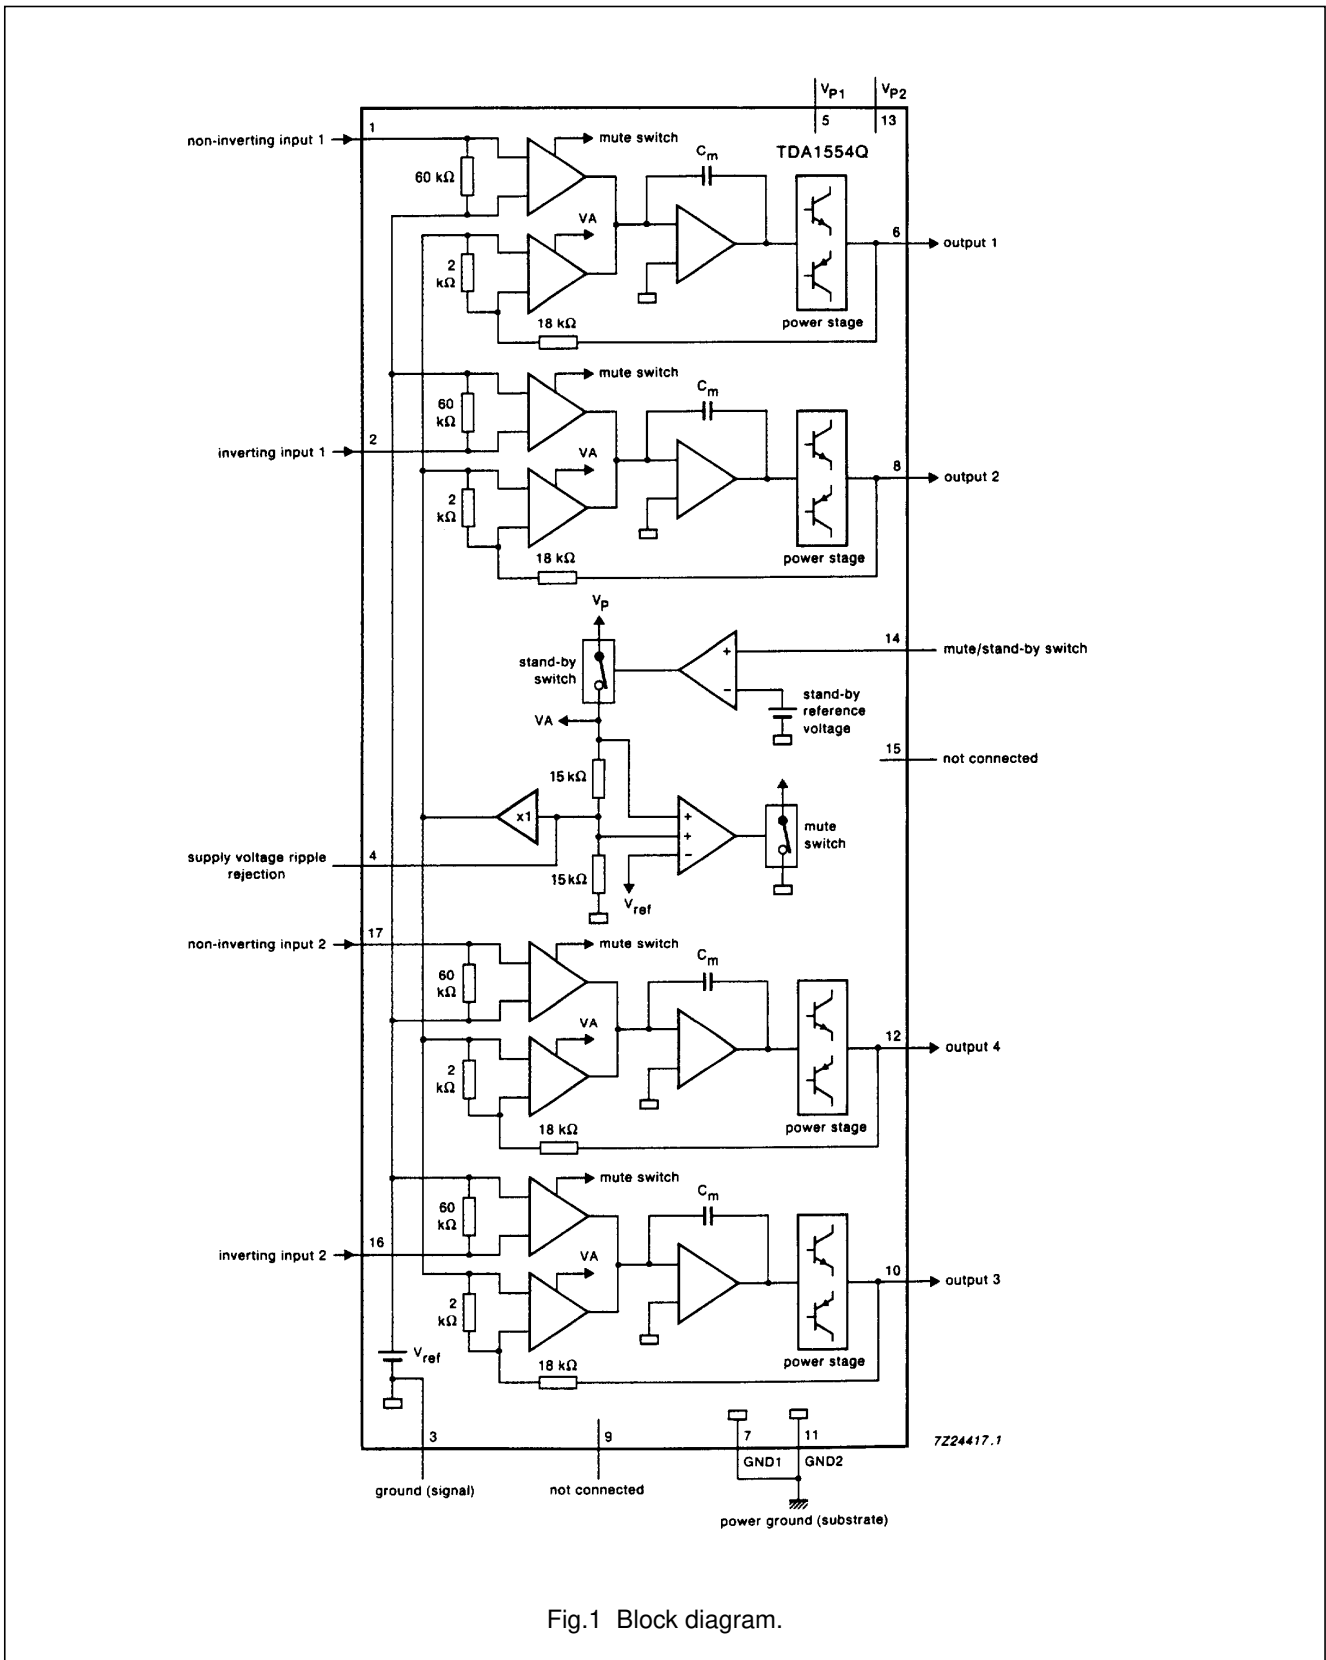 VP1
VP2
5
13
TDA1554Q
non-inverting input 1
1
mute switch
Cm
60 kΩ
VA
6
output 1
2
kΩ
power stage
18 kΩ
mute switch
Cm
60
kΩ
2
inverting input 1
VA
8
output 2
2
kΩ
18 kΩ
power stage
VP
14
mute/stand-by switch
stand-by
switch
stand-by
reference
voltage
VA
15
not connected
15 kΩ
x1
mute
switch
4
supply voltage ripple
rejection
15 kΩ
Vref
17
non-inverting input 2
mute switch
Cm
60
kΩ
VA
12
output 4
2
kΩ
18 kΩ
power stage
mute switch
Cm
60
kΩ
16
inverting input 2
VA
10
output 3
2
kΩ
Vref
18 kΩ
power stage
3
9
7
11
7Z24417.1
GND1
GND2
ground (signal)
not connected
power ground (substrate)
+
−
+
+
−
Fig.1 Block diagram.